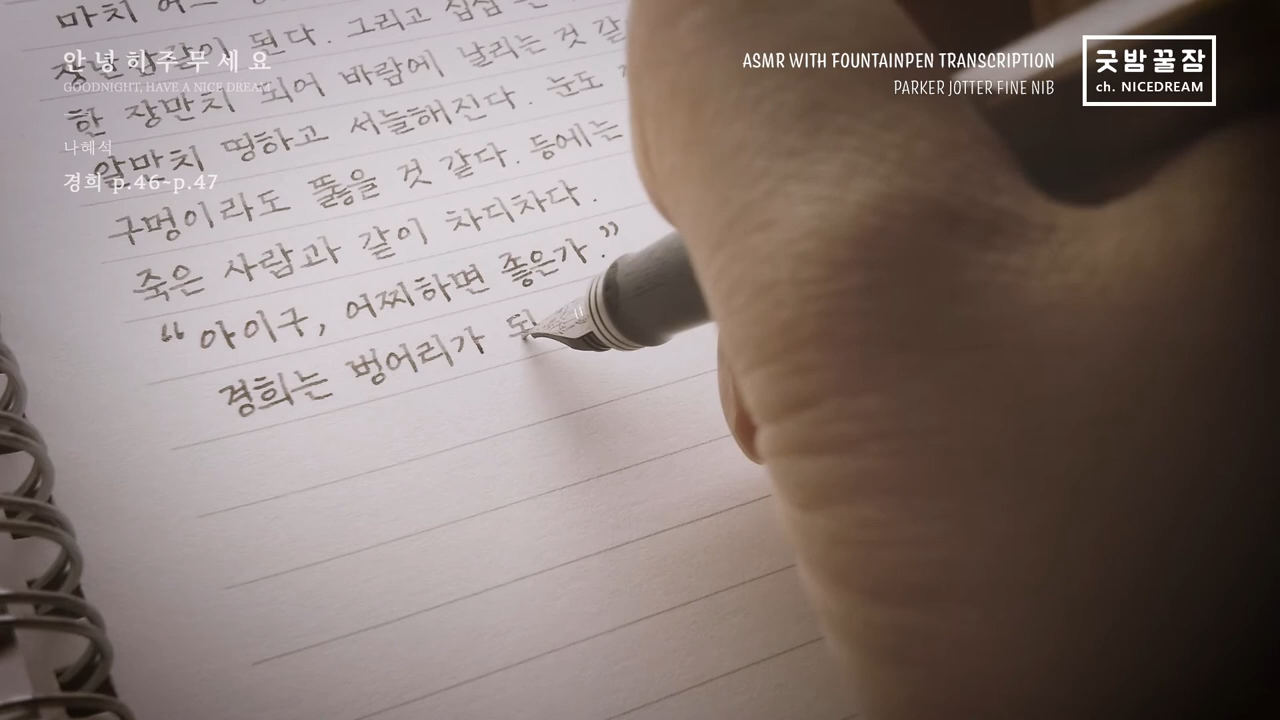 안녕히주무세요
GOODNIGHT, HAVE A NICE DREAM
나혜석
경희 p.46~p.47
ASMR WITH FOUNTAINPEN TRANSCRIPTION
PARKER JOTTER FINE NIB
굿밤꿀잠
ch. NICEDREAM
마치
된다. 그리고
한 장만치 되어 바람에 날리는 것
알만치 띵하고 서늘해진다. 눈도
구멍이라도 뚫을 것 같다. 등에는
죽은 사람과 같이 차디차다.
“아이구, 어찌하면 좋은가.”
경희는 벙어리가 되